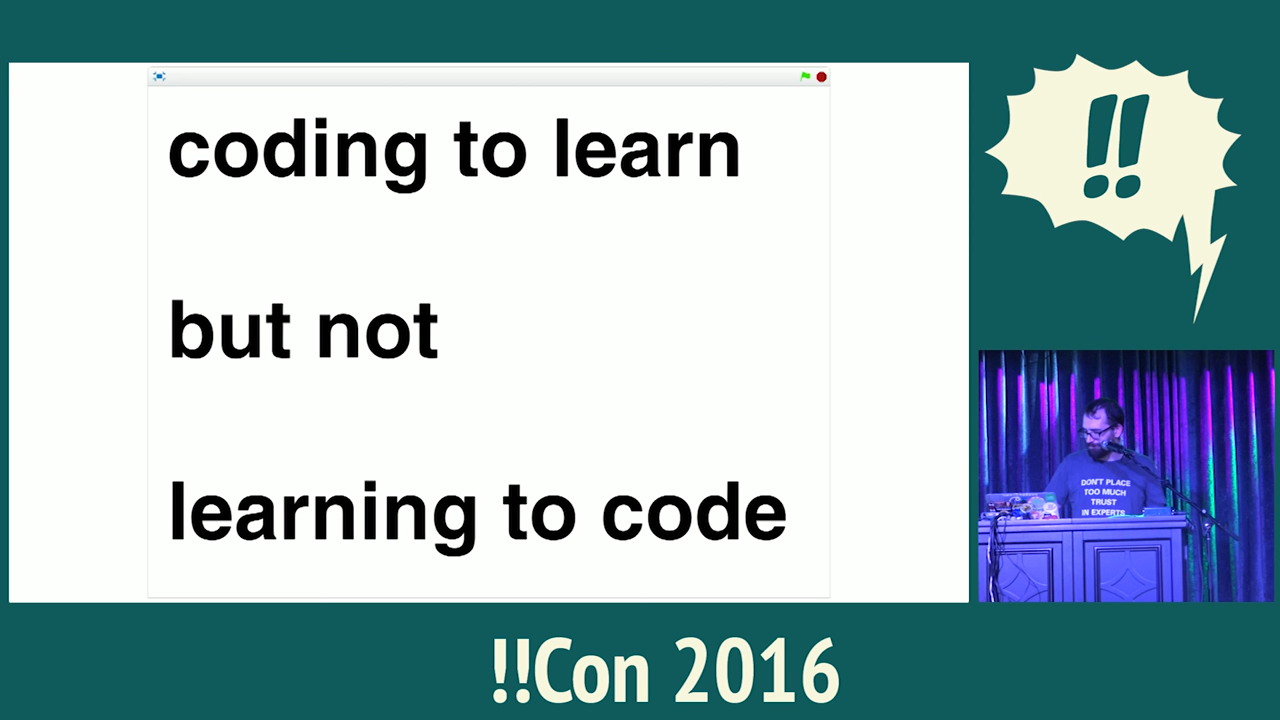 coding to learn
but not
learning to code
!!
DON'T PLACE
TOO MUCH
TRUST
IN EXPERTS
!!Con 2016